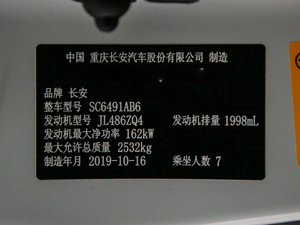 中国 重庆长安汽车股份有限公司 制造
品牌 长安
整车型号 SC6491AB6
发动机型号 JL486ZQ4 发动机排量 1998mL
发动机最大净功率 162kW
最大允许总质量 2532kg
制造年月 2019-10-16 乘坐人数 7